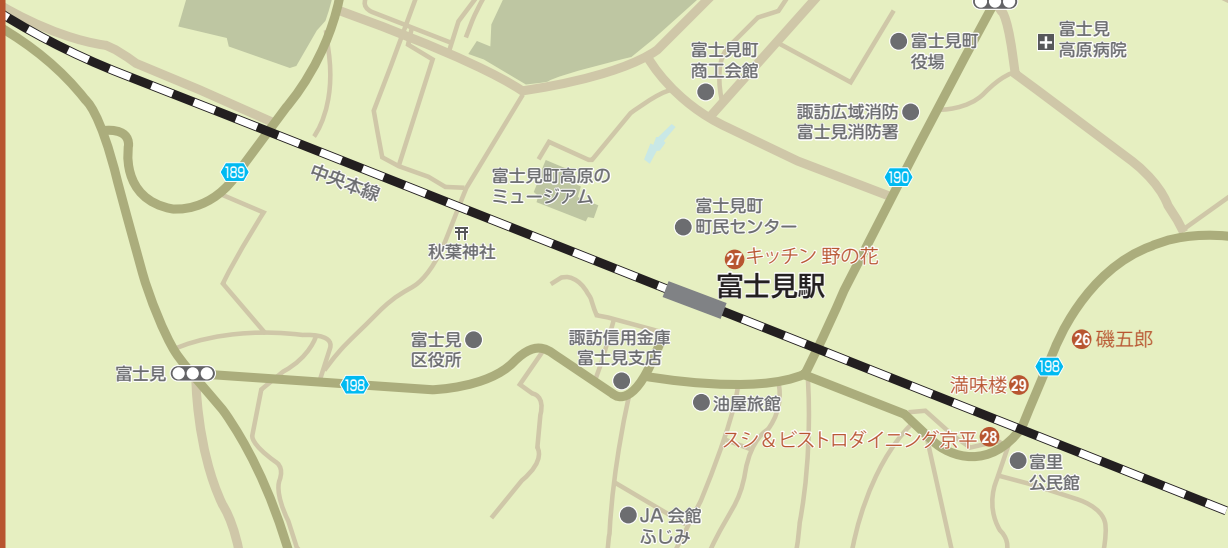 富士見
高原病院
富士見町
役場
富士見町
商工会館
諏訪広域消防
富士見消防署
189
190
中央本線
富士見町高原の
ミュージアム
富士見町
町民センター
秋葉神社
27 キッチン 野の花
富士見駅
諏訪信用金庫
富士見支店
富士見
区役所
26 磯五郎
198
富士見
198
満味楼 29
油屋旅館
スシ&ビストロダイニング京平 28
富里
公民館
JA 会館
ふじみ